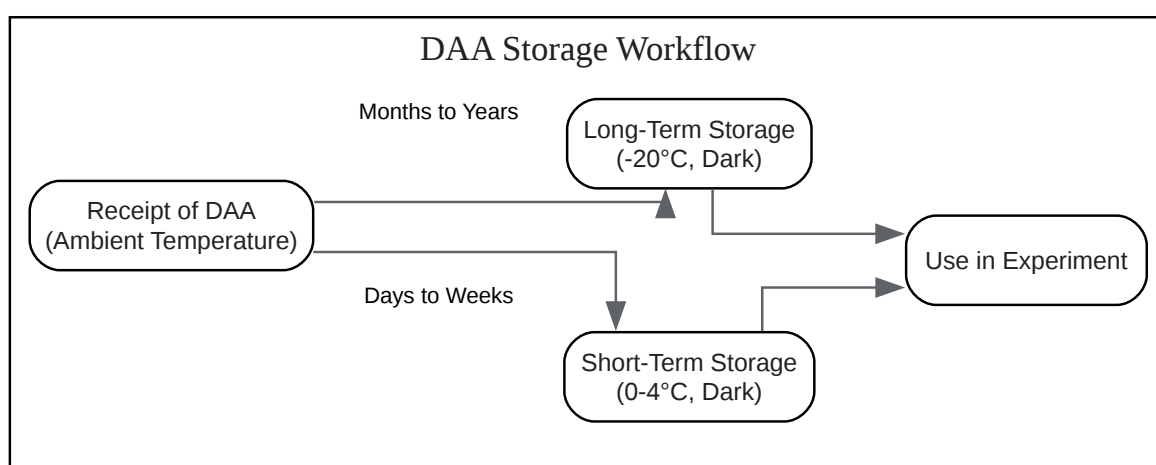 DAA Storage Workflow
Months to Years
Long-Term Storage
(-20°C, Dark)
Receipt of DAA
(Ambient Temperature)
Use in Experiment
Days to Weeks
Short-Term Storage
(0-4°C, Dark)